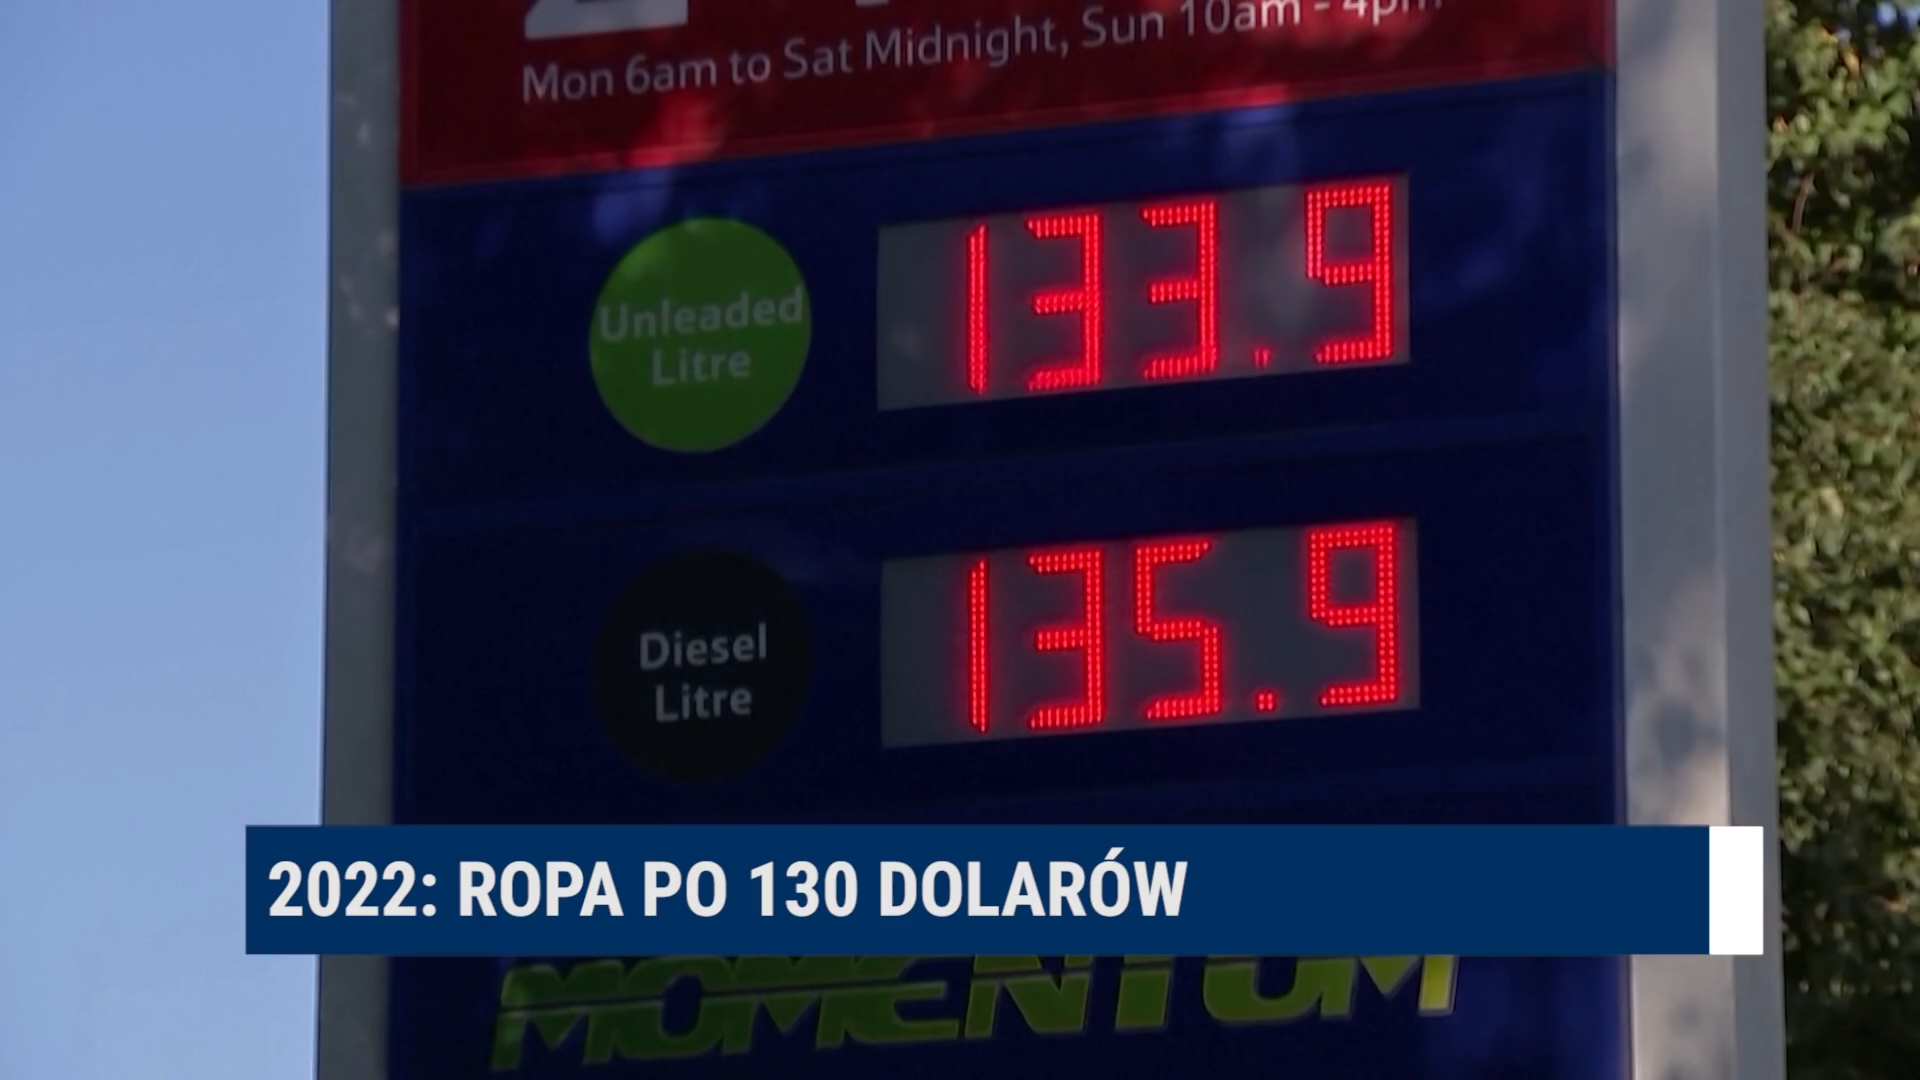 Mon 6am to Sat Midnight, Sun 10am - 4pm
Unleaded
Litre
133.9
Diesel
Litre
135.9
2022: ROPA PO 130 DOLARÓW
MOMENTUM